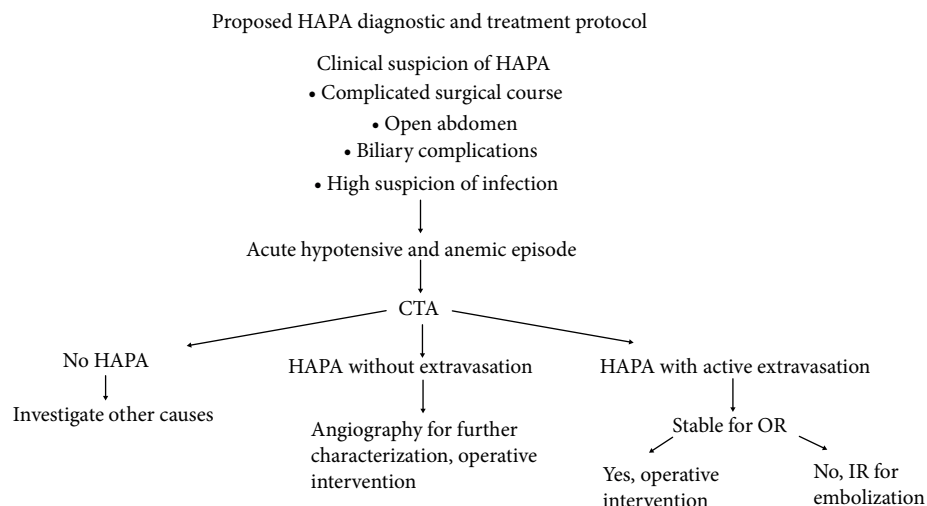 Proposed HAPA diagnostic and treatment protocol
Clinical suspicion of HAPA
• Complicated surgical course
• Open abdomen
• Biliary complications
• High suspicion of infection
Acute hypotensive and anemic episode
CTA
No HAPA
Investigate other causes
HAPA without extravasation
Angiography for further
characterization, operative
intervention
HAPA with active extravasation
Stable for OR
Yes, operative
intervention
No, IR for
embolization